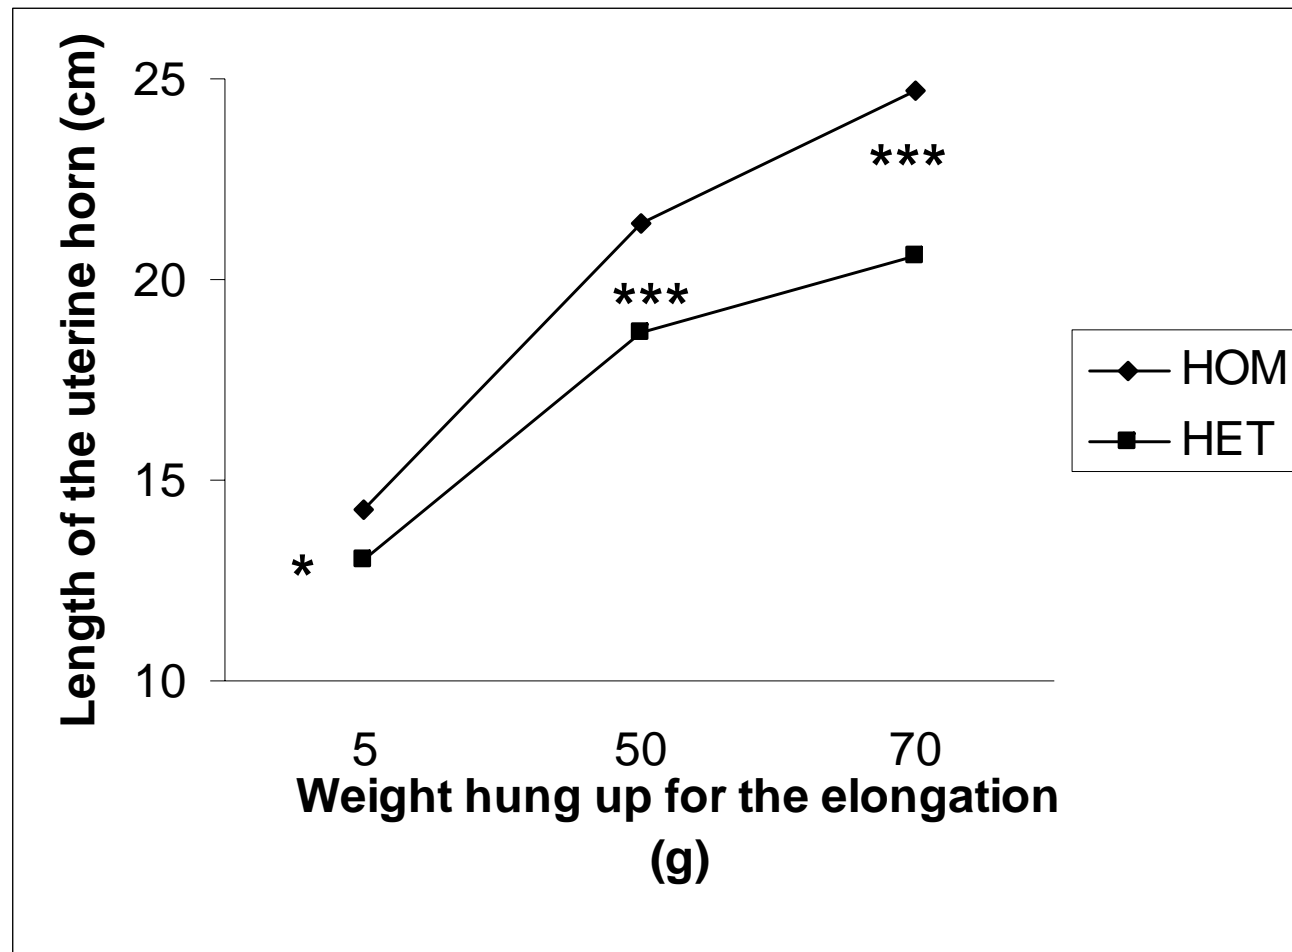 Length of the uterine horn (cm)
25
20
15
10
***
***
*
HOM
HET
5 50 70
Weight hung up for the elongation
(g)